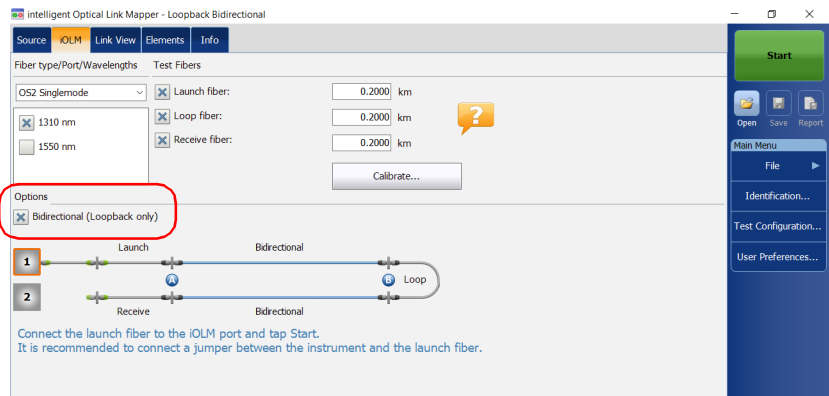 intelligent Optical Link Mapper - Loopback Bidirectional
Source iOLM Link View Elements Info
Start
Fiber type/Port/Wavelengths Test Fibers
OS2 Singlemode
Launch fiber: 0.2000 km
1310 nm
Loop fiber: 0.2000 km
?
1550 nm
Receive fiber: 0.2000 km
Open Save Report
Main Menu
File
Calibrate...
Options
Identification...
Bidirectional (Loopback only)
Test Configuration...
Launch Bidirectional
User Preferences...
1
A B Loop
2
Receive Bidirectional
Connect the launch fiber to the iOLM port and tap Start.
It is recommended to connect a jumper between the instrument and the launch fiber.